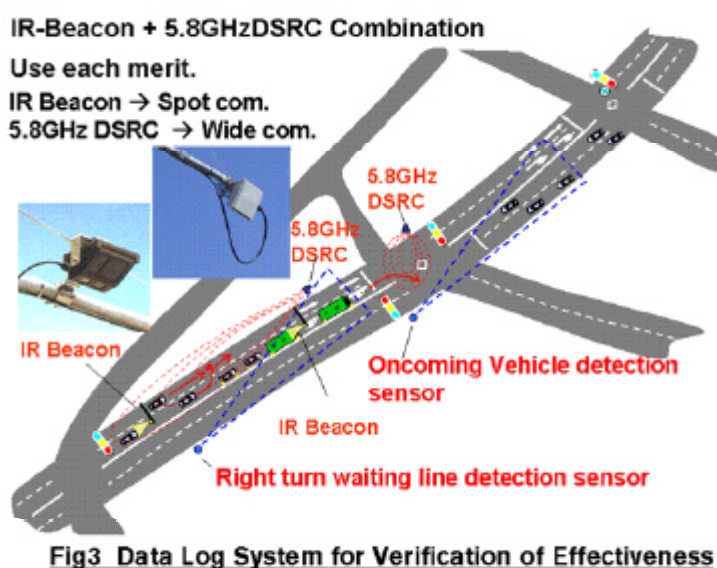 IR-Beacon + 5.8GHzDSRC Combination
Use each merit.
IR Beacon → Spot com.
5.8GHz DSRC → Wide com.
5.8GHz
DSRC
5.8GHz
DSRC
IR Beacon
Oncoming Vehicle detection
sensor
IR Beacon
Right turn waiting line detection sensor
Fig3 Data Log System for Verification of Effectiveness